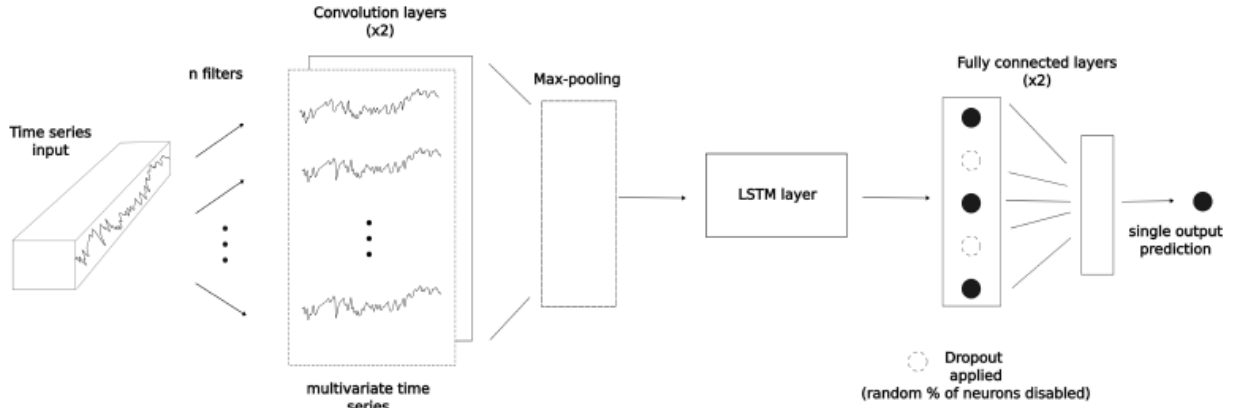 Convolution layers
(x2)
n filters
Time series
input
multivariate time
series
Max-pooling
LSTM layer
Fully connected layers
(x2)
single output
prediction
Dropout
applied
(random % of neurons disabled)